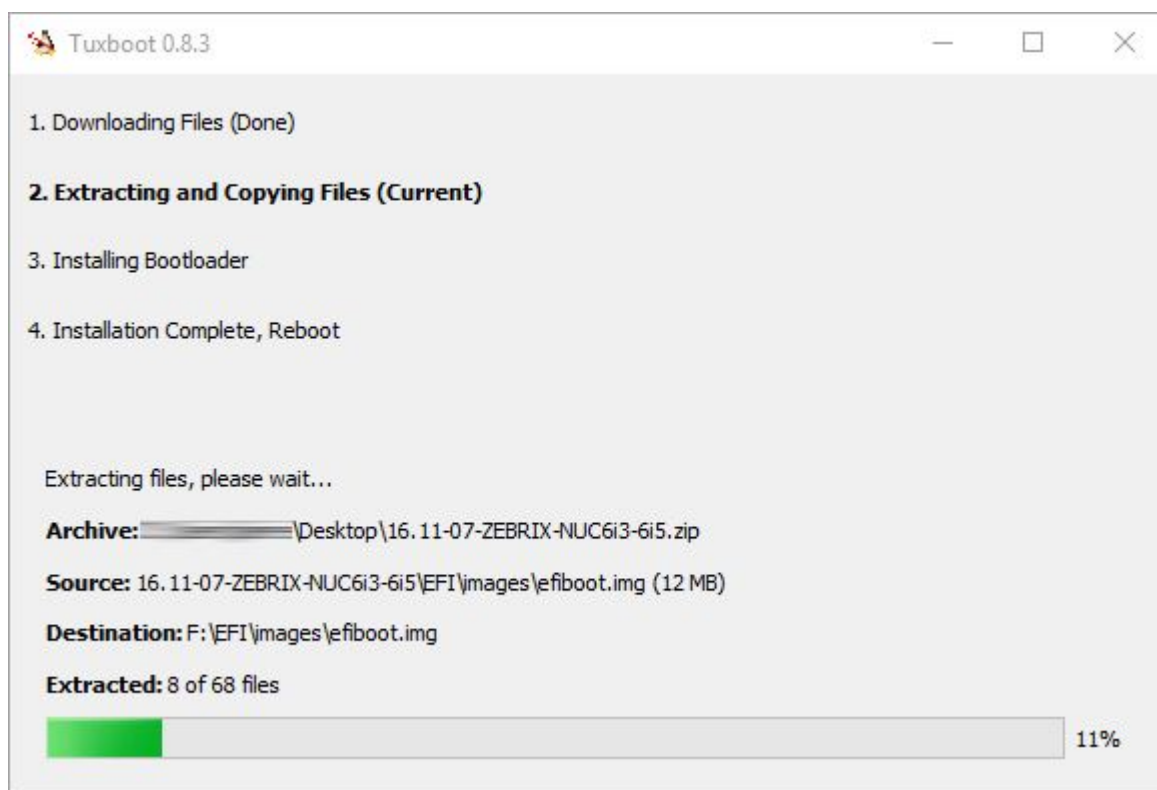 Tuxboot 0.8.3
1. Downloading Files (Done)
2. Extracting and Copying Files (Current)
3. Installing Bootloader
4. Installation Complete, Reboot
Extracting files, please wait...
Archive: \Desktop\16.11-07-ZEBRIX-NUC6i3-6i5.zip
Source: 16.11-07-ZEBRIX-NUC6i3-6i5\EFI\images\efiboot.img (12 MB)
Destination: F:\EFI\images\efiboot.img
Extracted: 8 of 68 files
11%